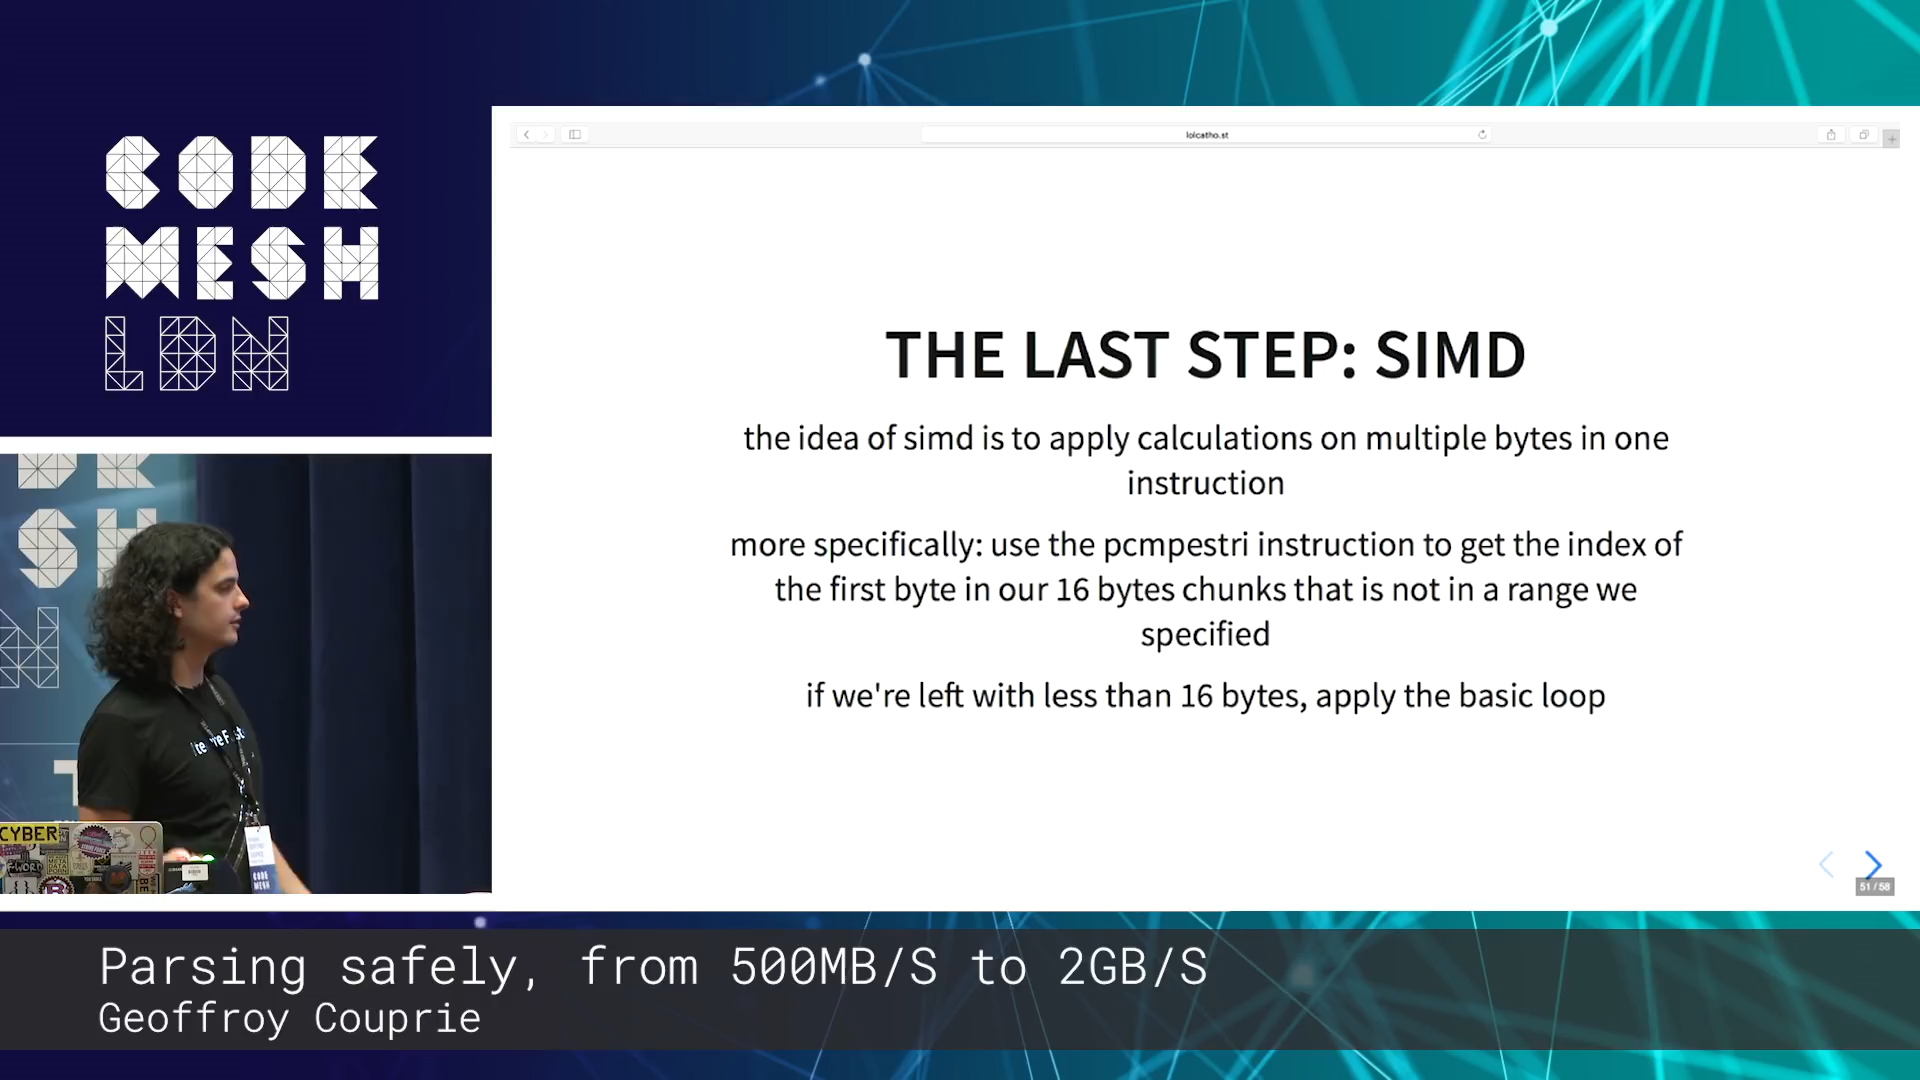 CODE
MESH
LDN
lolcatho.st
THE LAST STEP: SIMD
the idea of simd is to apply calculations on multiple bytes in one
instruction
more specifically: use the pcmpestri instruction to get the index of
the first byte in our 16 bytes chunks that is not in a range we
specified
if we're left with less than 16 bytes, apply the basic loop
51 / 58
SH
N
T
CYBER
CODE
MESH
Parsing safely, from 500MB/S to 2GB/S
Geoffroy Couprie